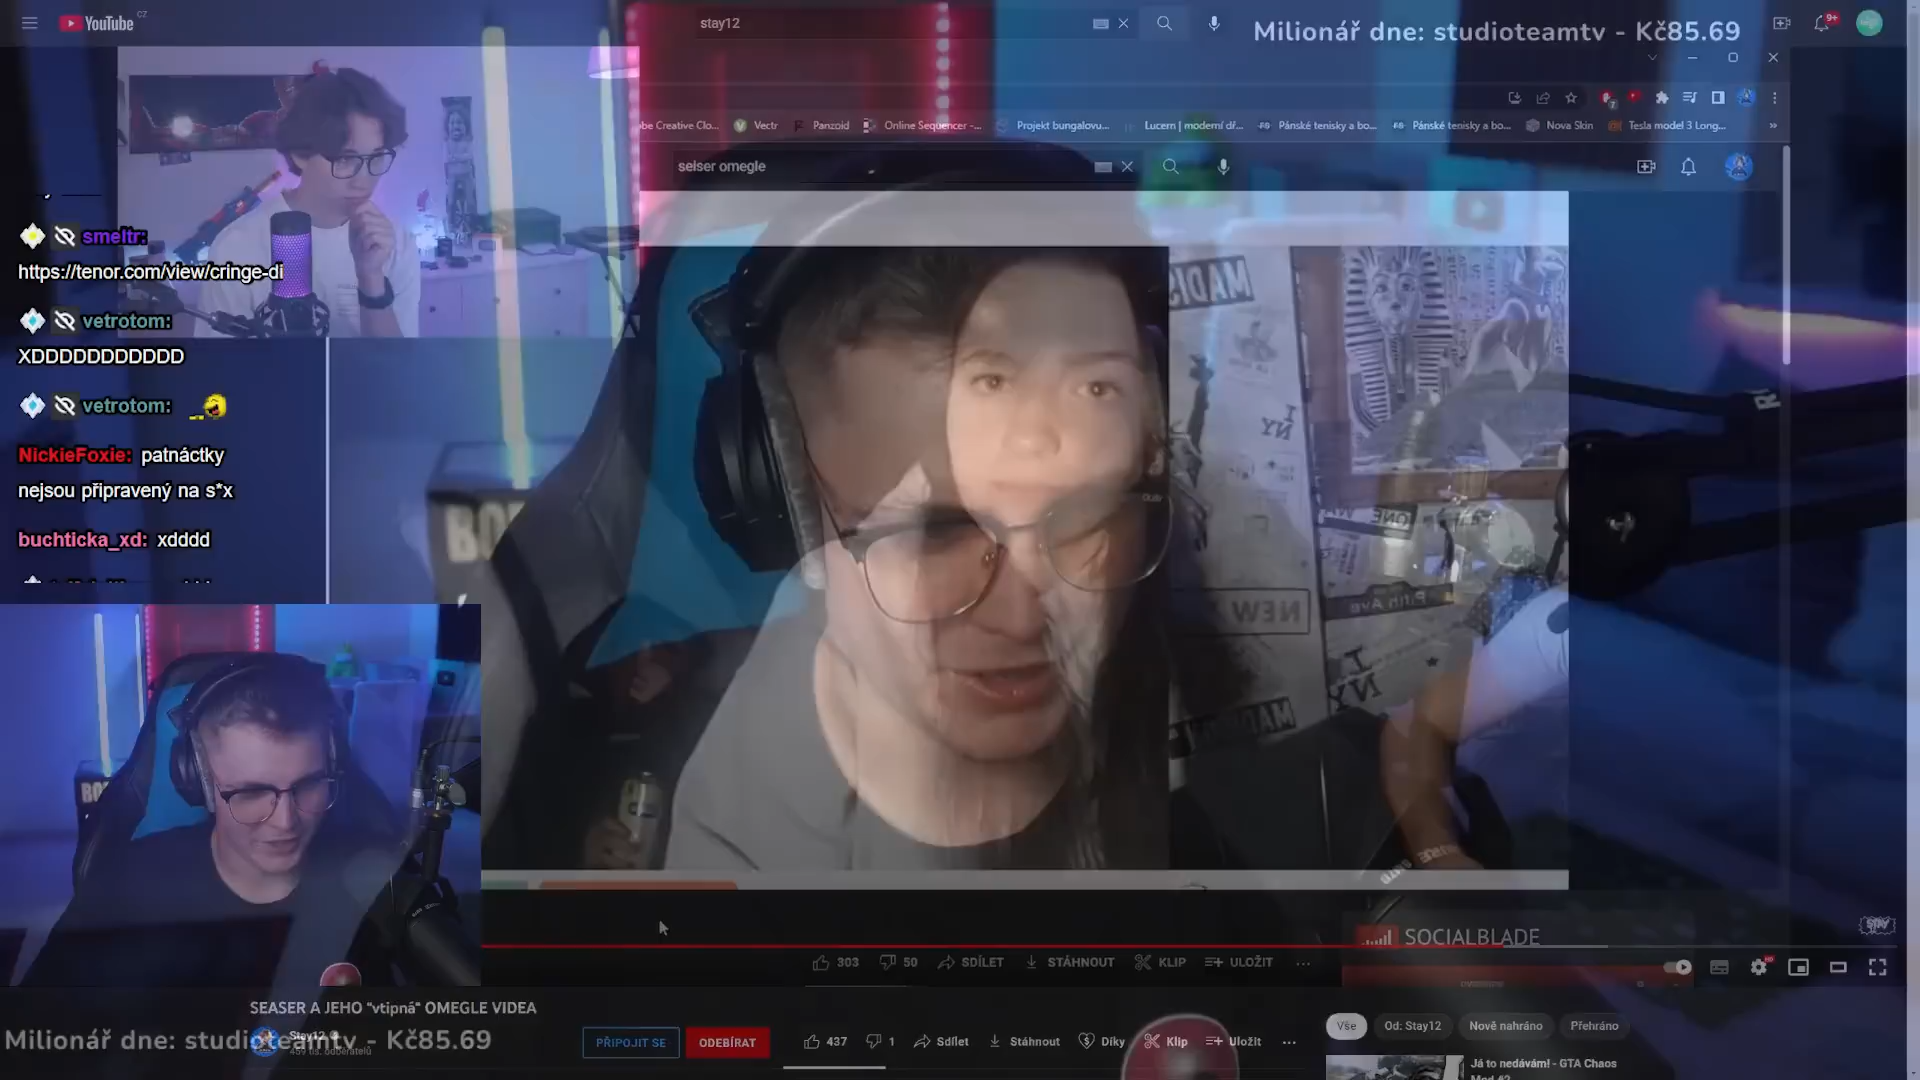 YouTube CZ
stay12
Milionář dne: studioteamtv - Kč85.69
9+
Vectr
Panzoid
Online Sequencer -...
Projekt bungalovu...
Lucern | moderní dř...
Pánské tenisky a bo...
Pánské tenisky a bo...
Nova Skin
Tesla model 3 Long...
»
seiser omegle
smeltr:
https://tenor.com/view/cringe-di
vetrotom:
XDDDDDDDDDDD
vetrotom:
NickieFoxie: patnáctky
nejsou připravený na s*x
buchticka_xd: xdddd
SOCIALBLADE
303
50
SDÍLET
STÁHNOUT
KLIP
ULOŽIT
...
SEASER A JEHO "vtipná" OMEGLE VIDEA
Stay12
Milionář dne: studioteamtv - Kč85.69
PŘIPOJIT SE
ODEBÍRAT
437
1
Sdílet
Stáhnout
Díky
Klip
Uložit
...
Vše
Od: Stay12
Nově nahráno
Přehráno
Já to nedávám! - GTA Chaos